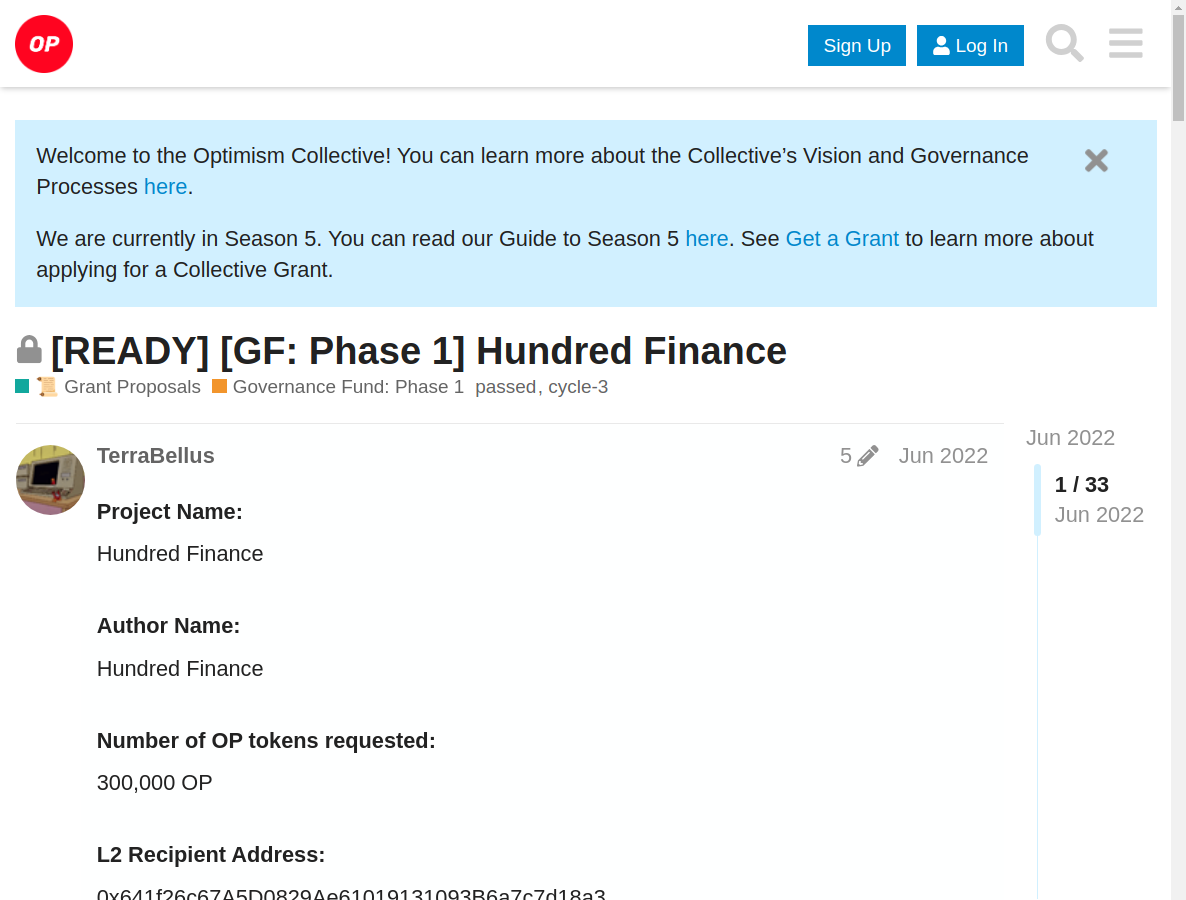 OP
Sign Up
Log In
Welcome to the Optimism Collective! You can learn more about the Collective’s Vision and Governance
Processes here.
We are currently in Season 5. You can read our Guide to Season 5 here. See Get a Grant to learn more about
applying for a Collective Grant.
[READY] [GF: Phase 1] Hundred Finance
Grant Proposals Governance Fund: Phase 1 passed, cycle-3
Jun 2022
TerraBellus 5 Jun 2022
1 / 33
Jun 2022
Project Name:
Hundred Finance
Author Name:
Hundred Finance
Number of OP tokens requested:
300,000 OP
L2 Recipient Address:
0x641f26c67A5D0829Ae61019131093B6a7c7d18a3